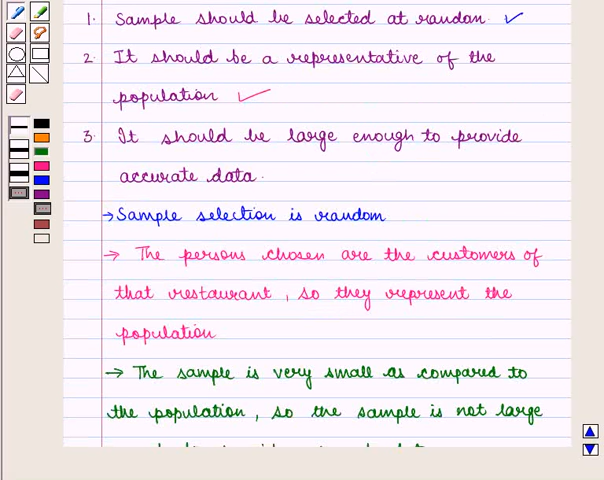 1. Sample should be selected at random.
2. It should be a representative of the
population
3. It should be large enough to provide
accurate data.
→ Sample selection is random
→ The persons chosen are the customers of
that restaurant, so they represent the
population
→ The sample is very small as compared to
the population, so the sample is not large